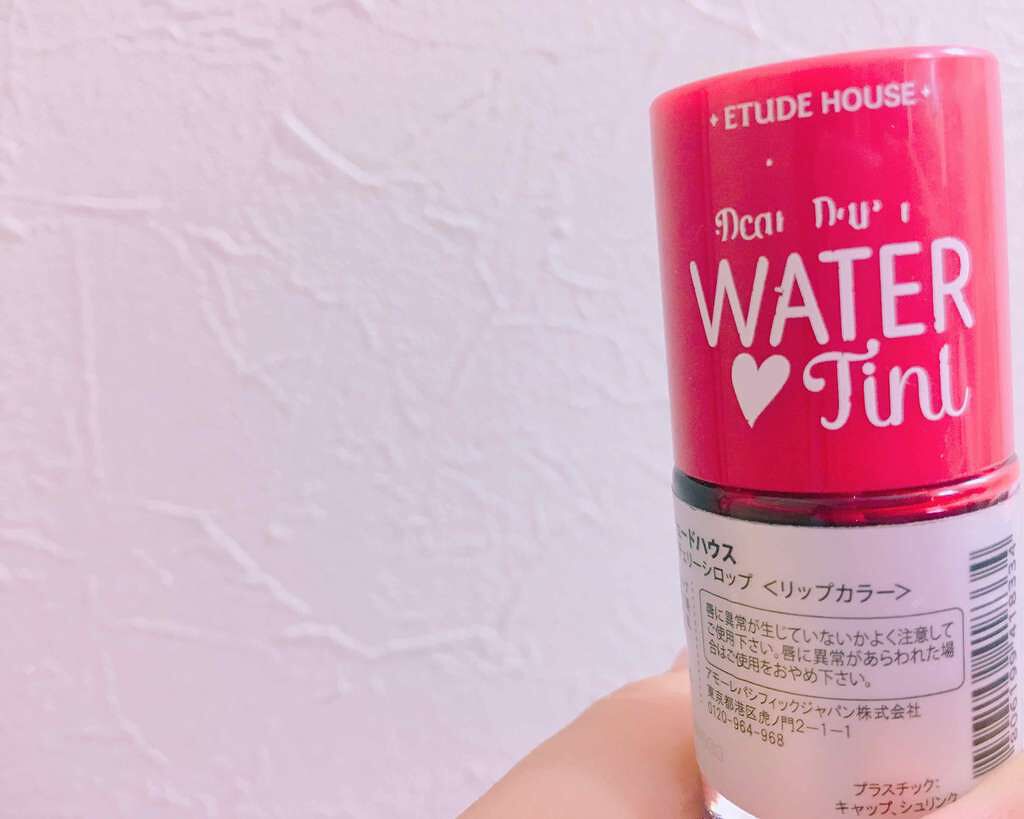 ETUDE HOUSE
Dear
WATER
Tint
ードハウス
ェリーシロップ <リップカラー>
唇に異常が生じていないかよく注意して
ご使用下さい。唇に異常があらわれた場
合はご使用をおやめ下さい。
アモーレパシフィックジャパン株式会社
東京都港区虎ノ門2-1-1
0120-964-968
プラスチック:
キャップ、シュリンク